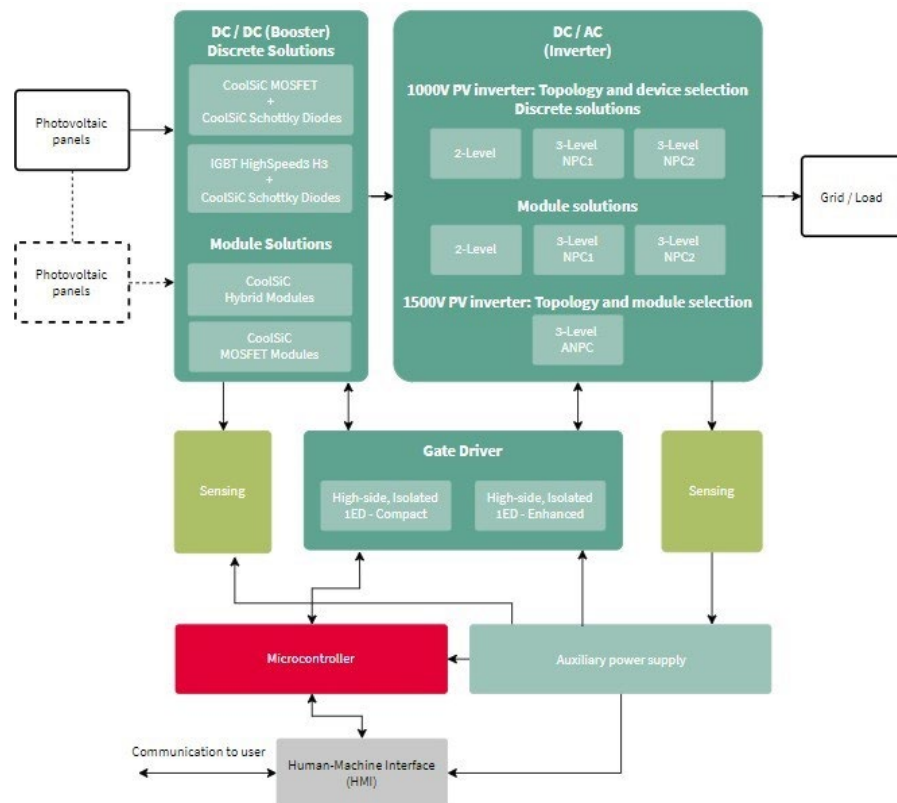 DC / DC (Booster)
Discrete Solutions
CoolSiC MOSFET
+
CoolSiC Schottky Diodes
IGBT HighSpeed3 H3
+
CoolSiC Schottky Diodes
Module Solutions
CoolSiC
Hybrid Modules
CoolSiC
MOSFET Modules
Photovoltaic
panels
Photovoltaic
panels
DC / AC
(Inverter)
1000V PV inverter: Topology and device selection
Discrete solutions
2-Level
3-Level
NPC1
3-Level
NPC2
Module solutions
2-Level
3-Level
NPC1
3-Level
NPC2
1500V PV inverter: Topology and module selection
3-Level
ANPC
Grid / Load
Sensing
Gate Driver
High-side, Isolated
1ED - Compact
High-side, Isolated
1ED - Enhanced
Sensing
Microcontroller
Auxiliary power supply
Communication to user
Human-Machine Interface
(HMI)